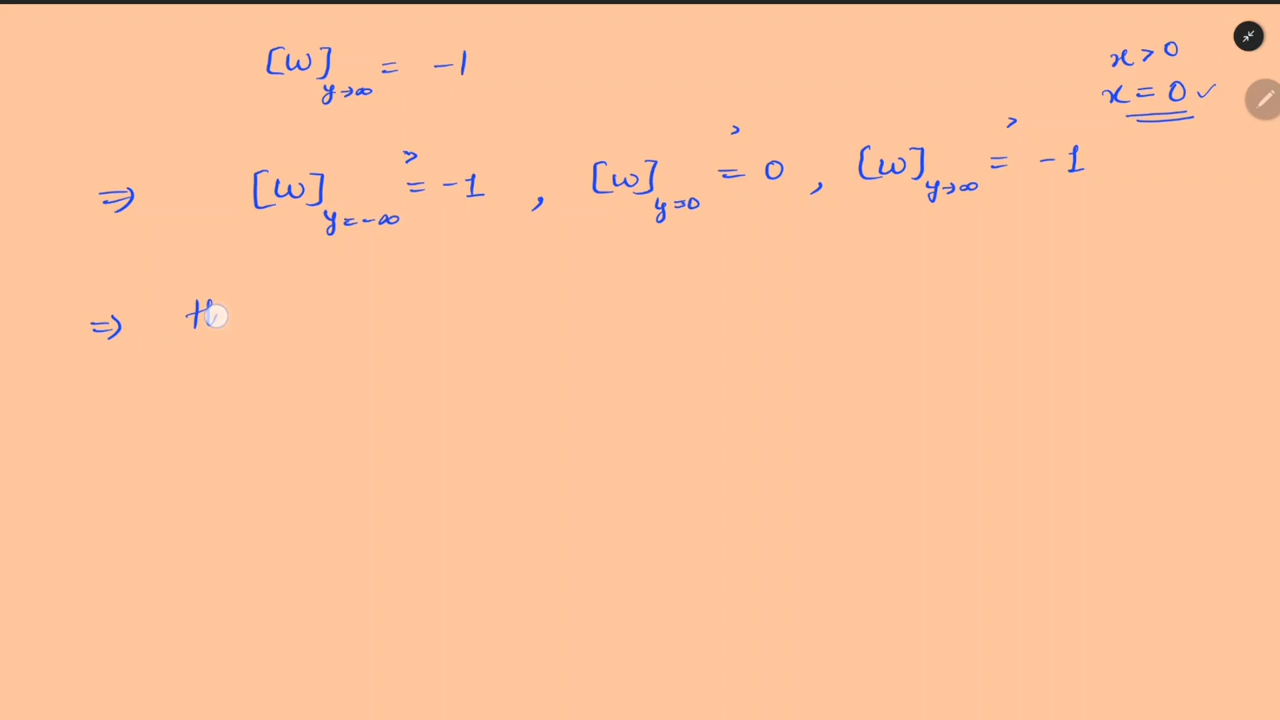 [w]_{y→∞} = -1
x > 0
x = 0 ✓
⇒ [w]_{y=-∞} > = -1 , [w]_{y=0} > = 0 , [w]_{y→∞} > = -1
⇒